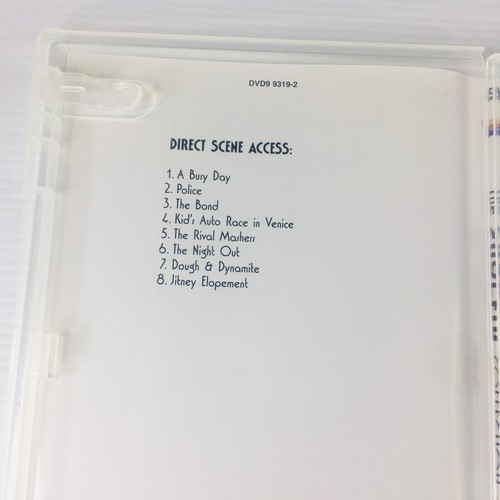 DVD9 9319-2
DIRECT SCENE ACCESS:
1. A Busy Day
2. Police
3. The Bond
4. Kid's Auto Race in Venice
5. The Rival Mashers
6. The Night Out
7. Dough & Dynamite
8. Jitney Elopement